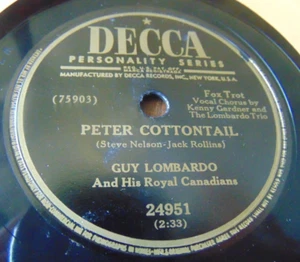 DECCA
PERSONALITY SERIES
MANUFACTURED BY DECCA RECORDS, INC., NEW YORK, U.S.A.
(75903)
Fox Trot
Vocal Chorus by
Kenny Gardner and
The Lombardo Trio
PETER COTTONTAIL
(Steve Nelson-Jack Rollins)
GUY LOMBARDO
And His Royal Canadians
24951
(2:33)